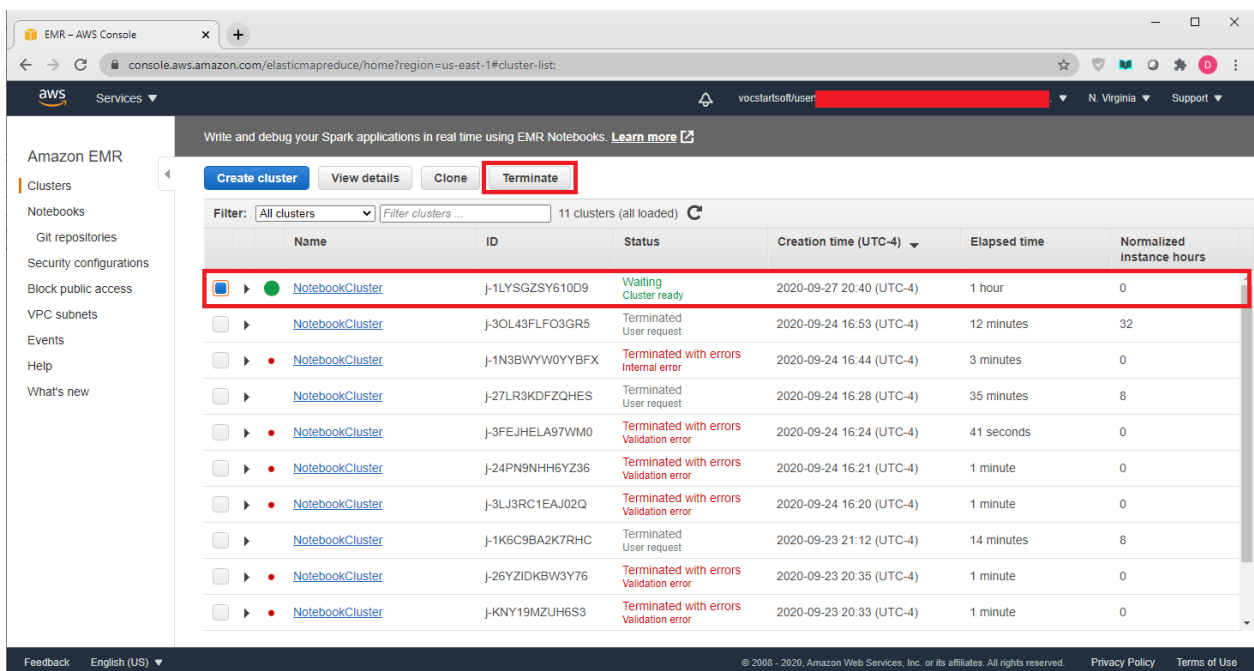 EMR – AWS Console
console.aws.amazon.com/elasticmapreduce/home?region=us-east-1#cluster-list:
D
aws Services vocstartsoft/user N. Virginia Support
Write and debug your Spark applications in real time using EMR Notebooks. Learn more
Amazon EMR
Clusters
Notebooks
Git repositories
Security configurations
Block public access
VPC subnets
Events
Help
What's new
Create cluster View details Clone Terminate
Filter: All clusters Filter clusters ... 11 clusters (all loaded)
Name ID Status Creation time (UTC-4) Elapsed time Normalized instance hours
NotebookCluster j-1LYSGZSY610D9 Waiting 2020-09-27 20:40 (UTC-4) 1 hour 0
Cluster ready
NotebookCluster j-3OL43FLFO3GR5 Terminated 2020-09-24 16:53 (UTC-4) 12 minutes 32
User request
NotebookCluster j-1N3BWYW0YYBFX Terminated with errors 2020-09-24 16:44 (UTC-4) 3 minutes 0
Internal error
NotebookCluster j-27LR3KDFZQHES Terminated 2020-09-24 16:28 (UTC-4) 35 minutes 8
User request
NotebookCluster j-3FEJHELA97WM0 Terminated with errors 2020-09-24 16:24 (UTC-4) 41 seconds 0
Validation error
NotebookCluster j-24PN9NHH6YZ36 Terminated with errors 2020-09-24 16:21 (UTC-4) 1 minute 0
Validation error
NotebookCluster j-3LJ3RC1EAJ02Q Terminated with errors 2020-09-24 16:20 (UTC-4) 1 minute 0
Validation error
NotebookCluster j-1K6C9BA2K7RHC Terminated 2020-09-23 21:12 (UTC-4) 14 minutes 8
User request
NotebookCluster j-26YZIDKBW3Y76 Terminated with errors 2020-09-23 20:35 (UTC-4) 1 minute 0
Validation error
NotebookCluster j-KNY19MZUH6S3 Terminated with errors 2020-09-23 20:33 (UTC-4) 1 minute 0
Validation error
Feedback English (US) © 2008 - 2020, Amazon Web Services, Inc. or its affiliates. All rights reserved. Privacy Policy Terms of Use